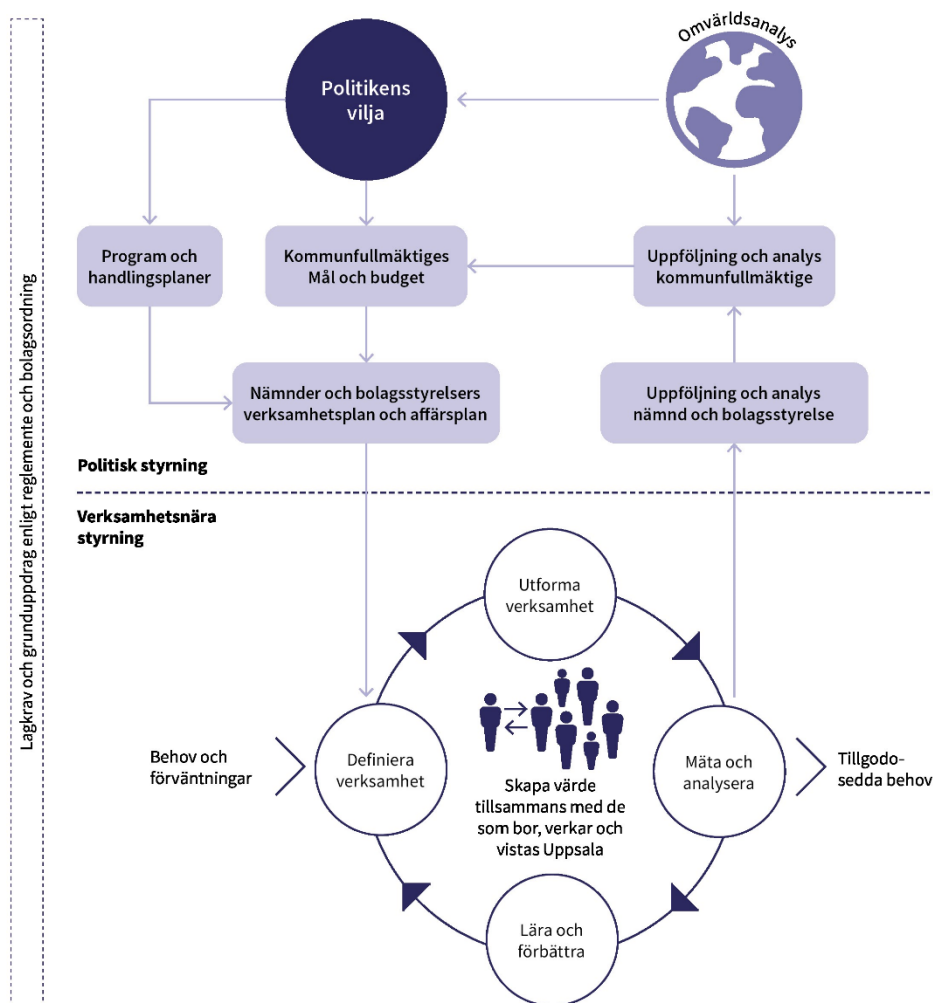 Omvärldsanalys
Politikens
vilja
Program och
handlingsplaner
Kommunfullmäktiges
Mål och budget
Uppföljning och analys
kommunfullmäktige
Nämnder och bolagsstyrelsers
verksamhetsplan och affärsplan
Uppföljning och analys
nämnd och bolagsstyrelse
Lagkrav och grunduppdrag enligt reglemente och bolagsordning
Politisk styrning
Verksamhetsnära
styrning
Utforma
verksamhet
Behov och
förväntningar
Definiera
verksamhet
Skapa värde
tillsammans med de
som bor, verkar och
vistas Uppsala
Mäta och
analysera
Tillgodo-
sedda behov
Lära och
förbättra